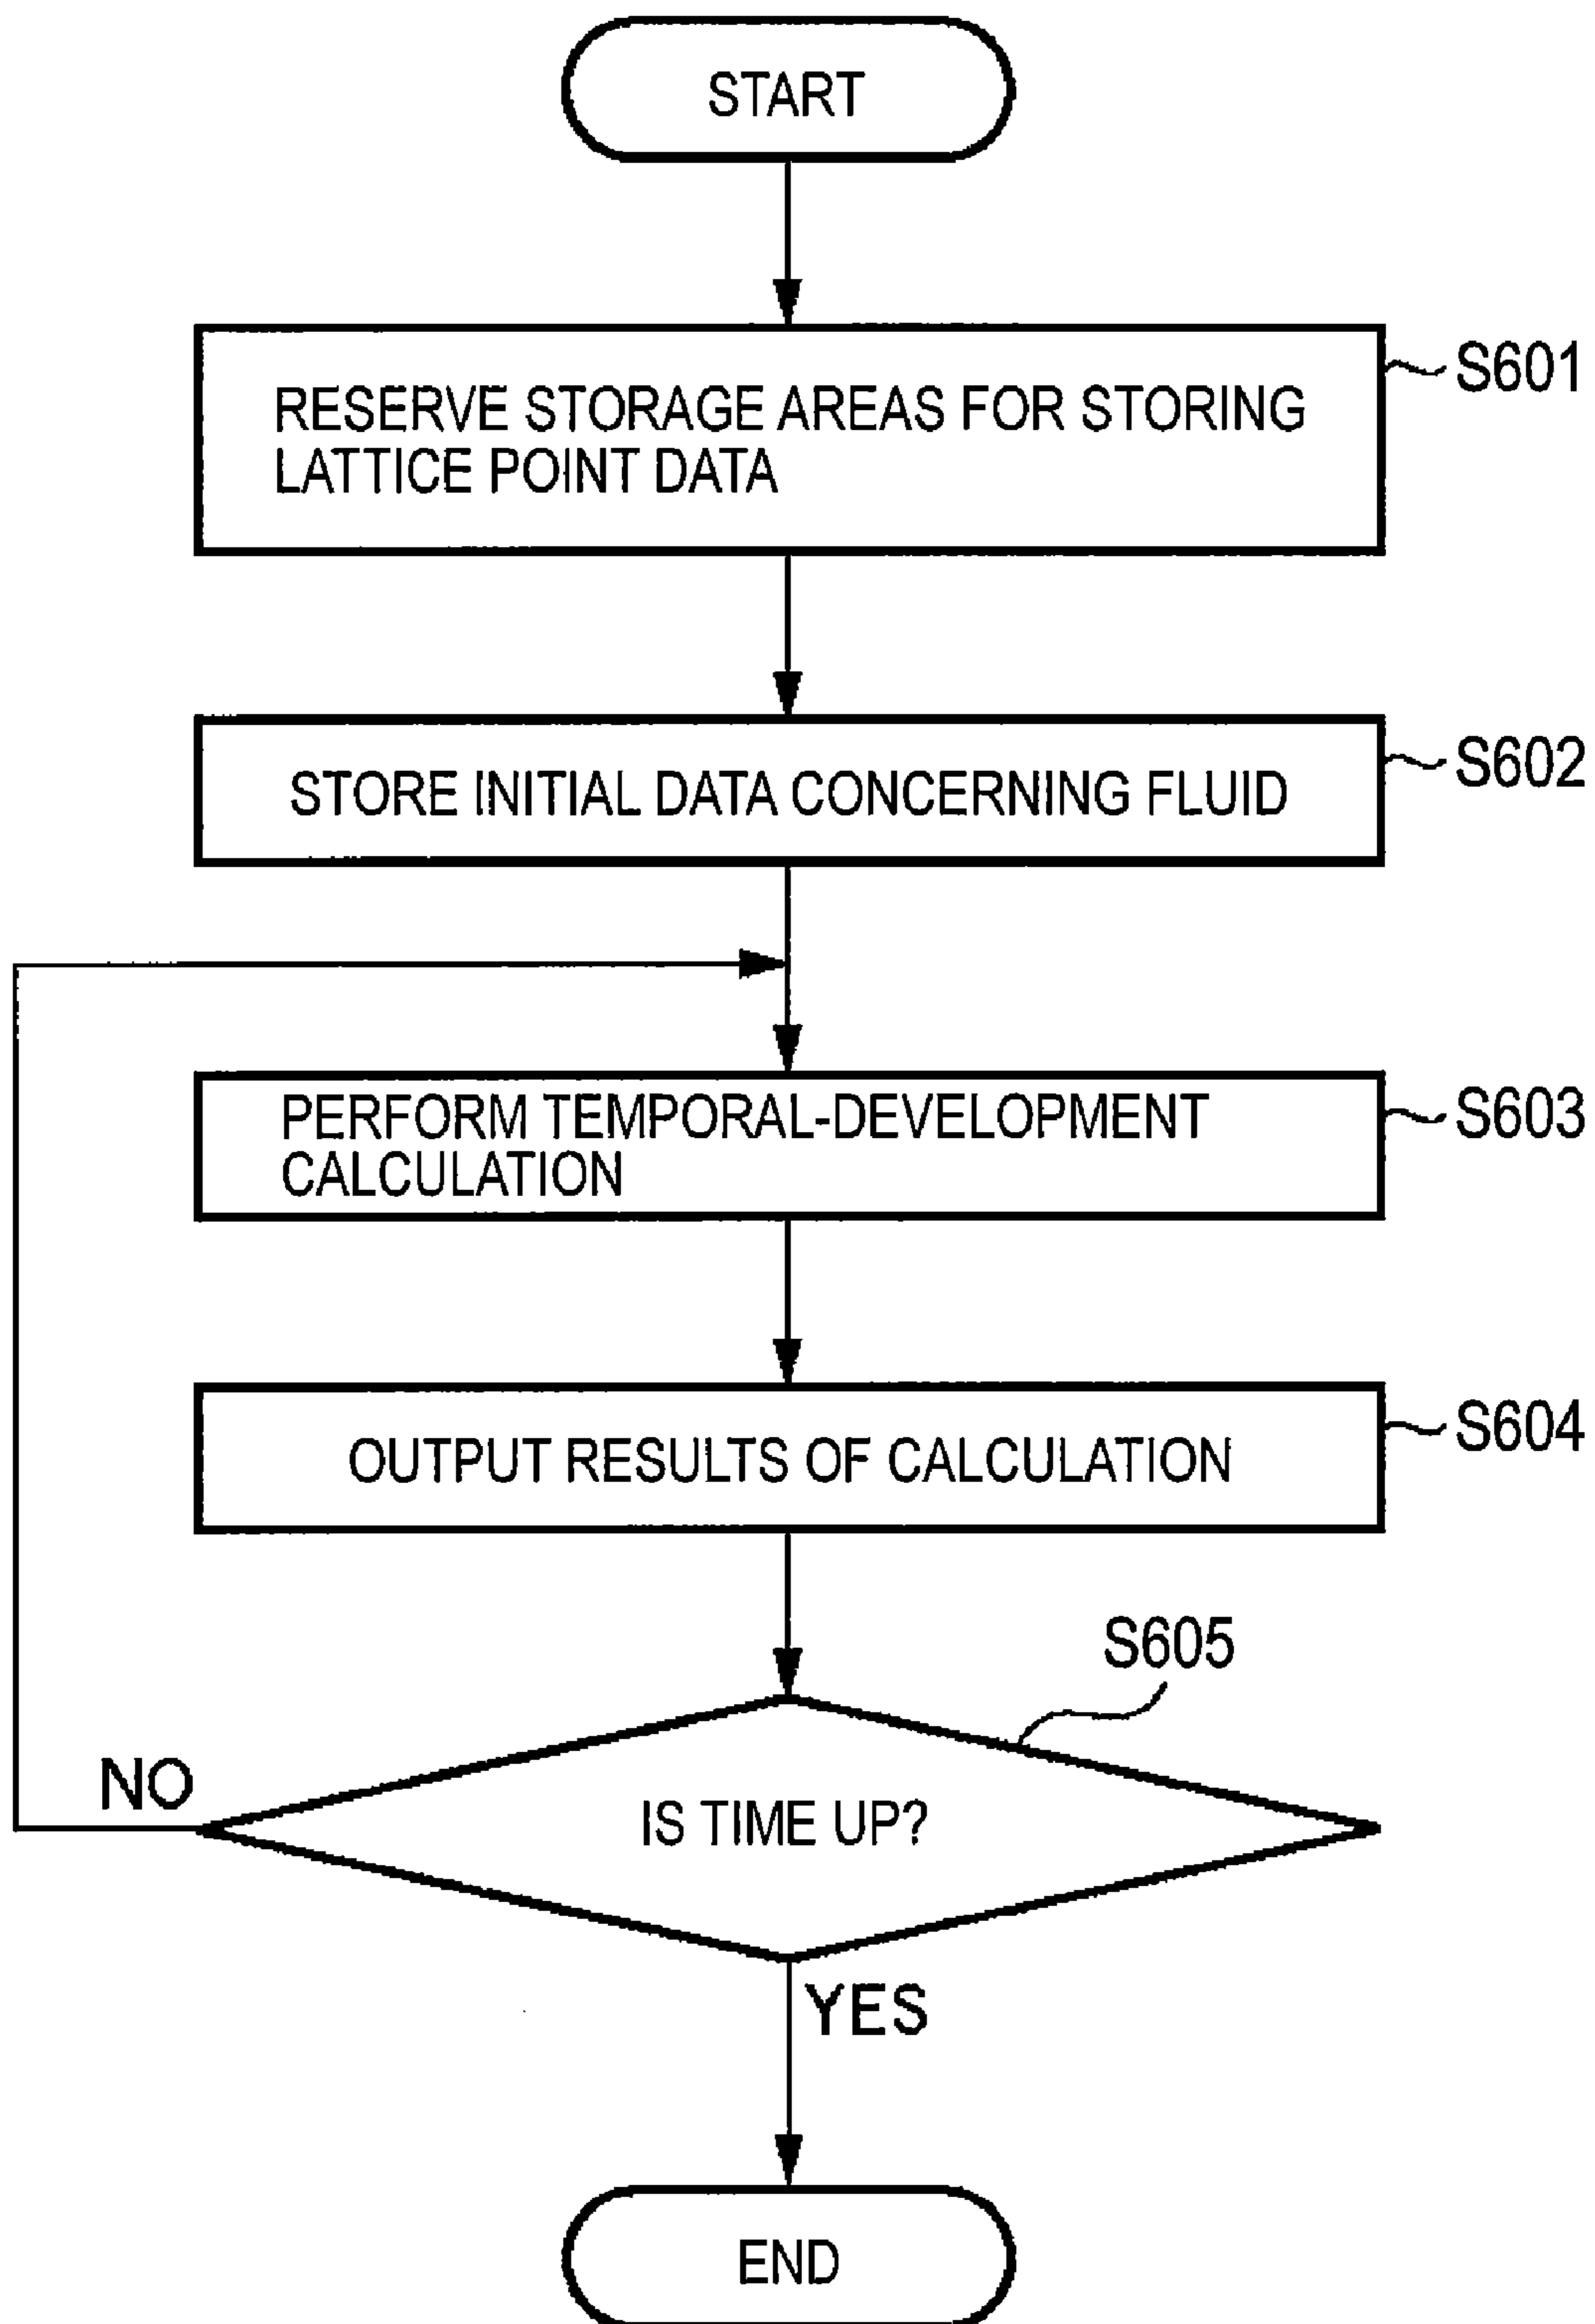 START
RESERVE STORAGE AREAS FOR STORING
LATTICE POINT DATA
S601
STORE INITIAL DATA CONCERNING FLUID
S602
PERFORM TEMPORAL-DEVELOPMENT
CALCULATION
S603
OUTPUT RESULTS OF CALCULATION
S604
S605
NO
IS TIME UP?
YES
END